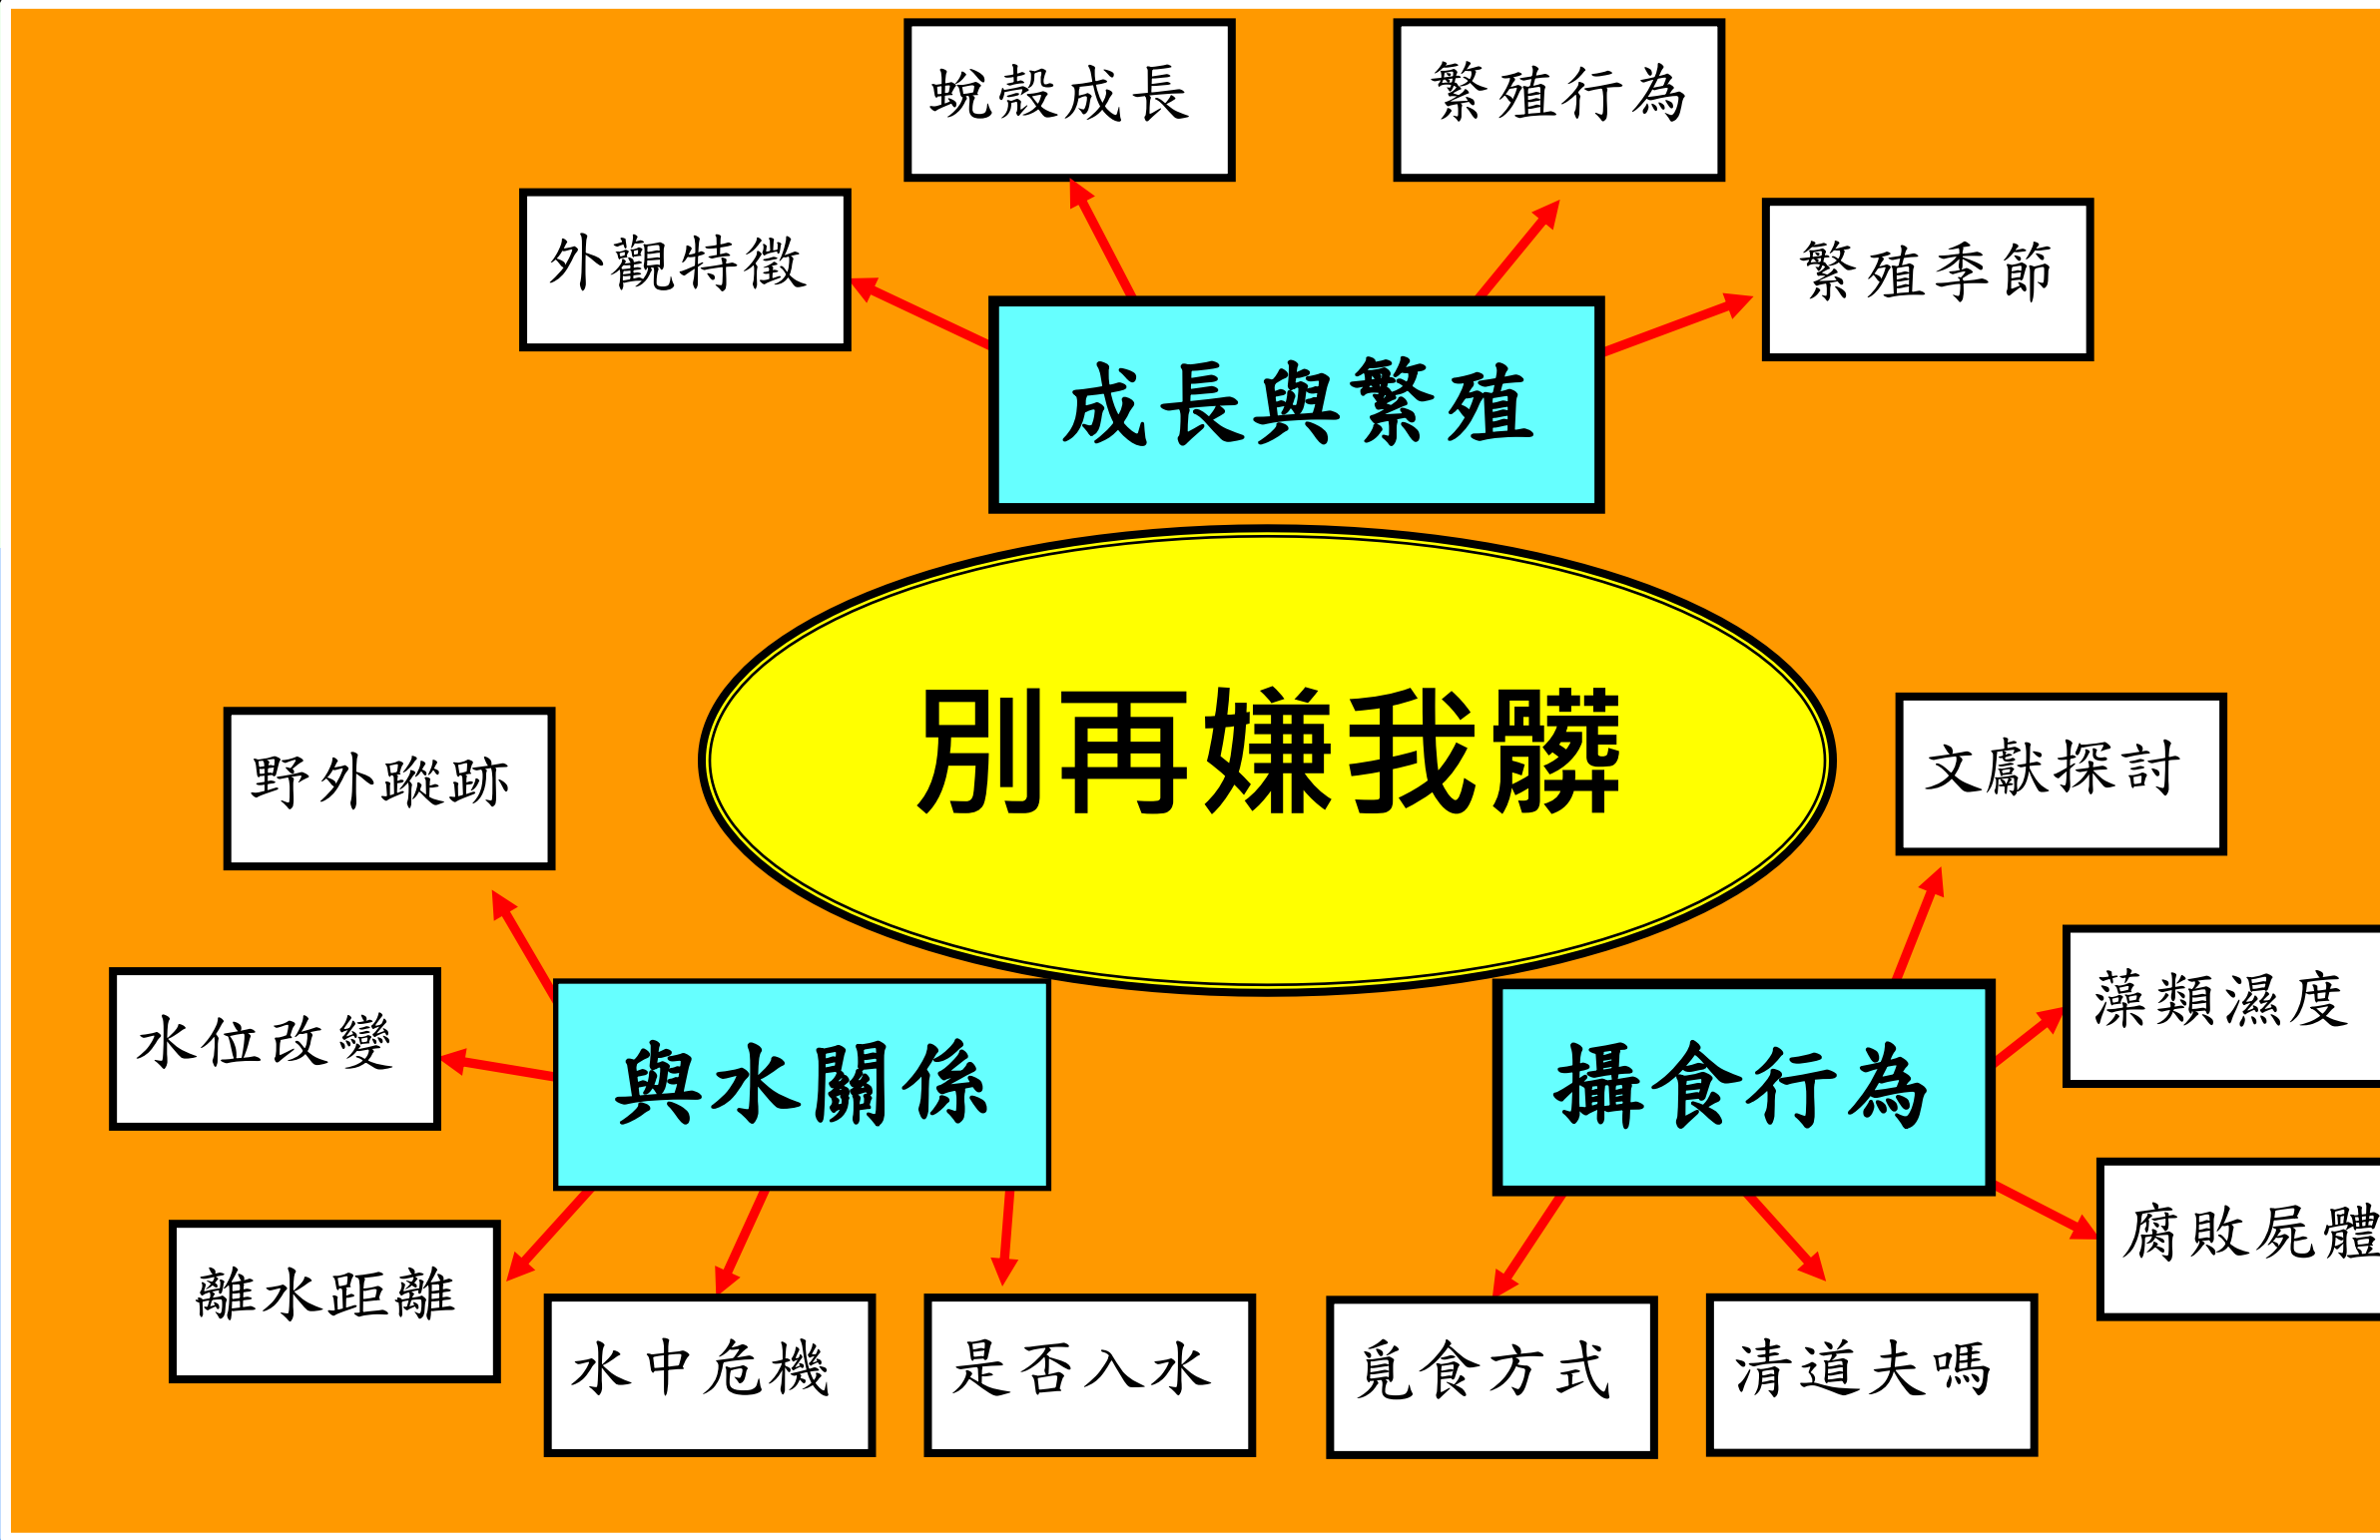 蛻殼成長
繁殖行為
外觀特徵
繁殖季節
成長與繁殖
別再嫌我髒
野外蹤跡
文獻探討
藻類濕度
水位改變
與水關係
攝食行為
腐敗屍體
離水距離
水中危機
是否入水
覓食方式
清道夫嗎